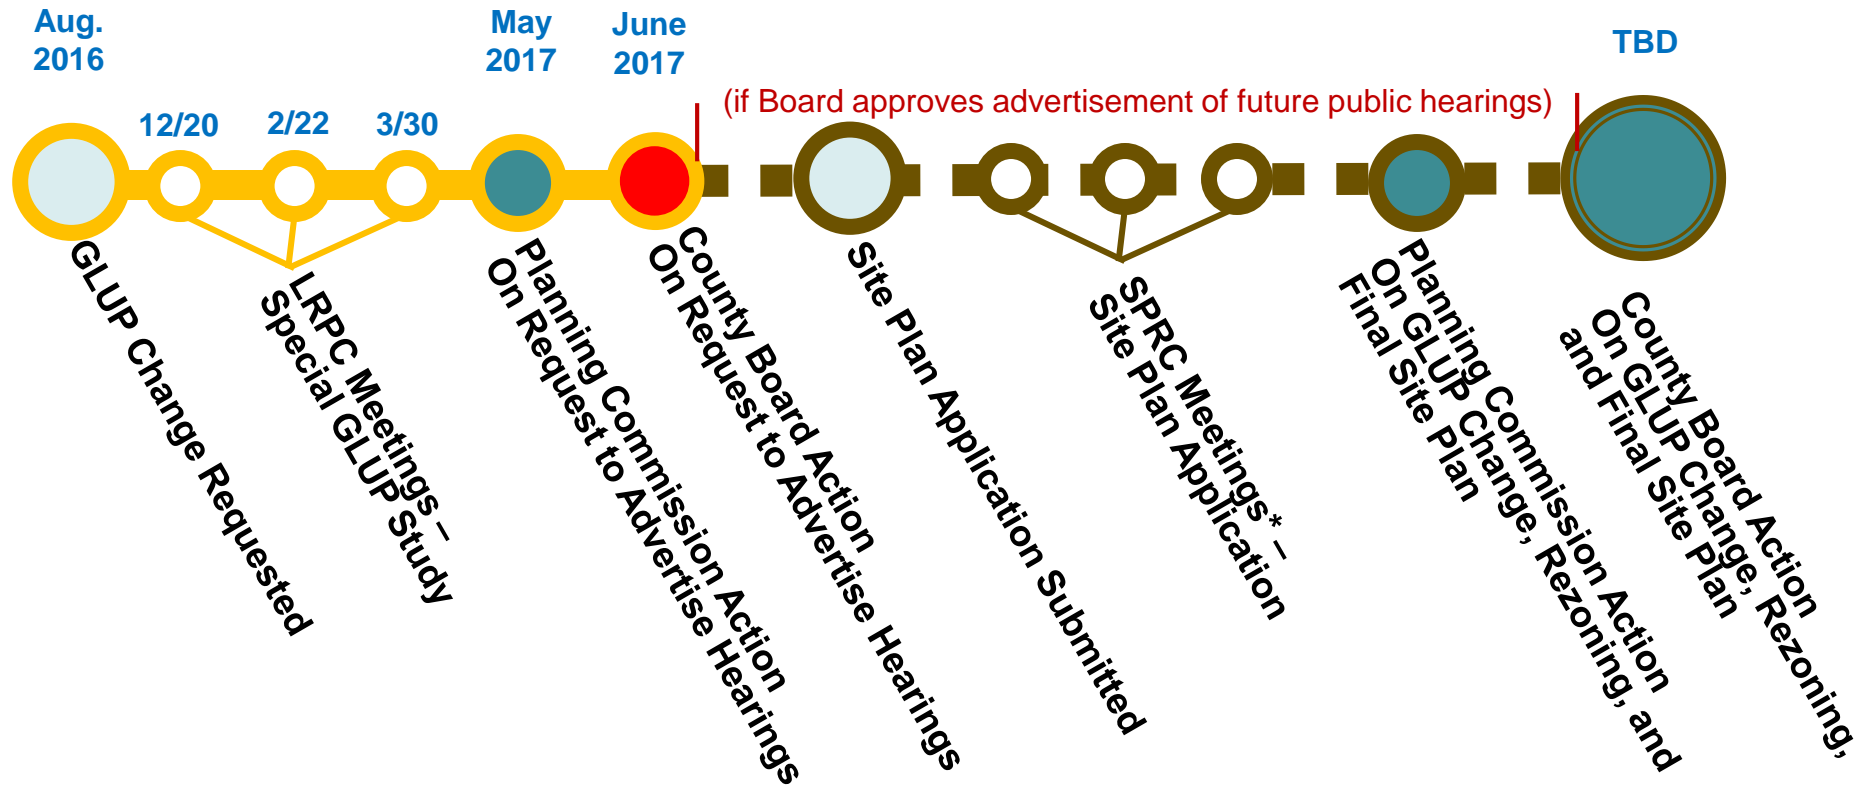 Aug.
2016
12/20
2/22
3/30
May
2017
June
2017
(if Board approves advertisement of future public hearings)
TBD
GLUP Change Requested
LRPC Meetings –
Special GLUP Study
Planning Commission Action
On Request to Advertise Hearings
County Board Action
On Request to Advertise Hearings
Site Plan Application Submitted
SPRC Meetings* –
Site Plan Application
Planning Commission Action
On GLUP Change, Rezoning, and
Final Site Plan
County Board Action
On GLUP Change, Rezoning,
and Final Site Plan